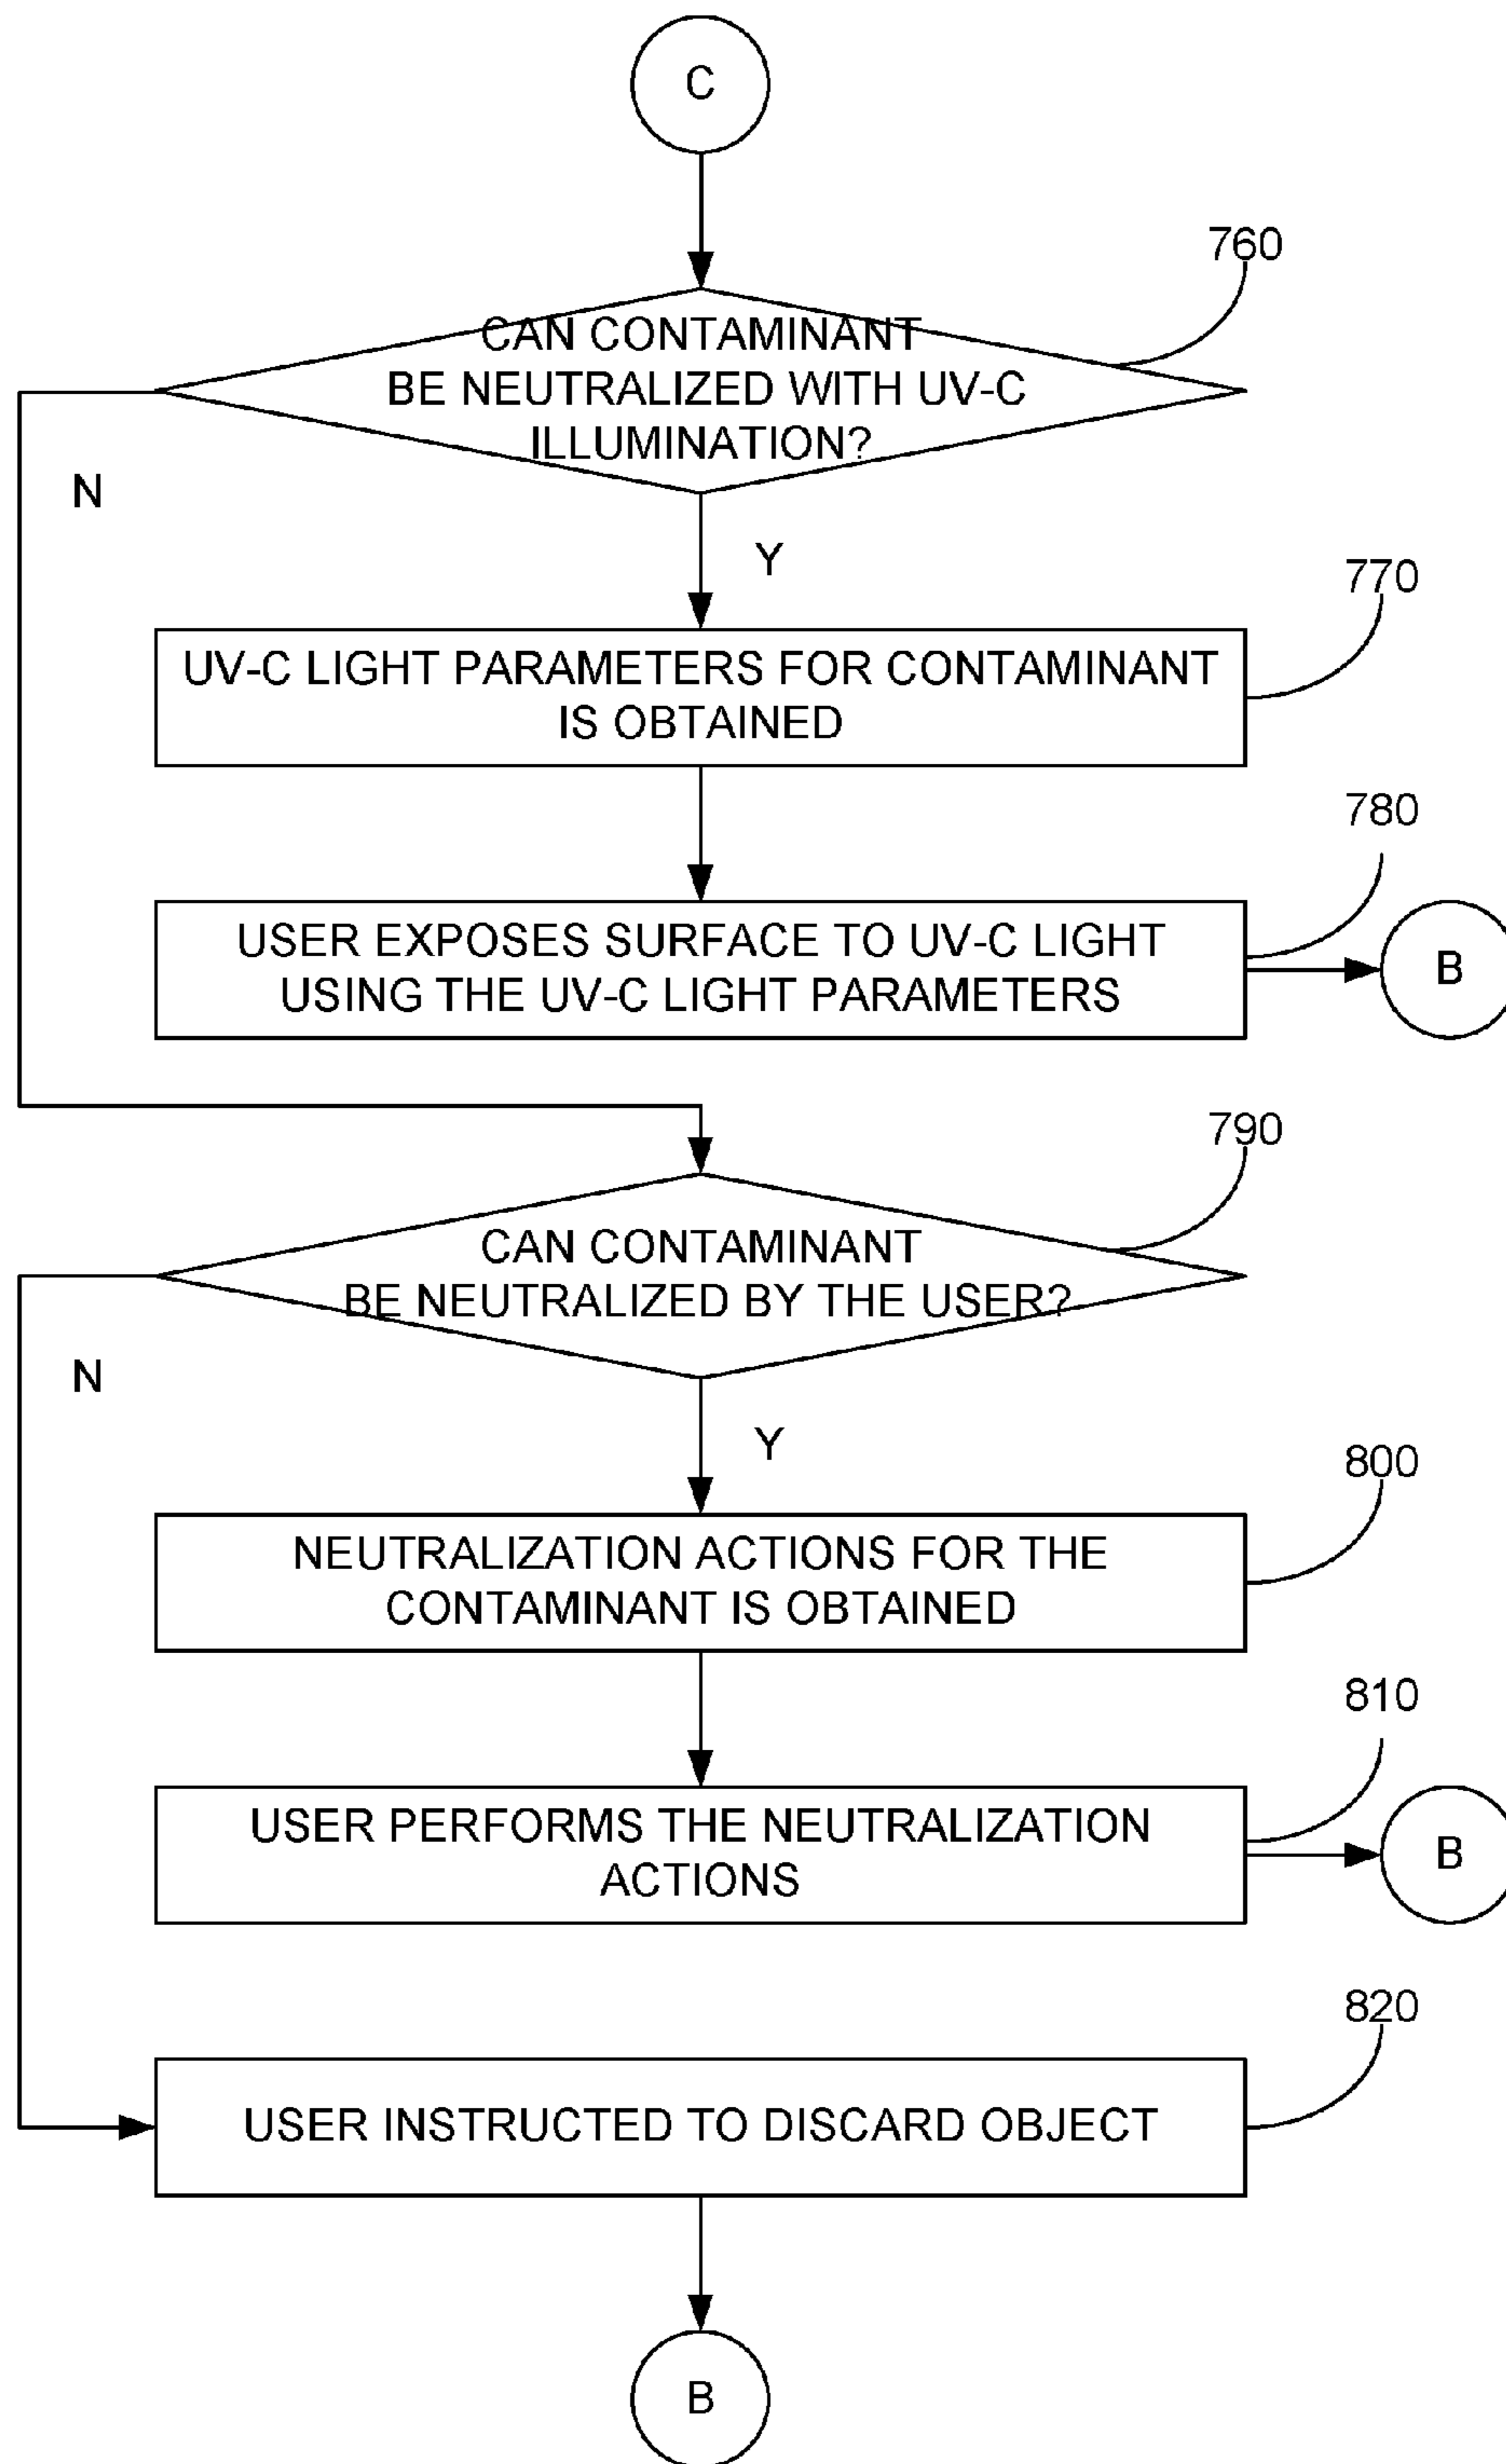 C
760
CAN CONTAMINANT
BE NEUTRALIZED WITH UV-C
ILLUMINATION?
N
Y
770
UV-C LIGHT PARAMETERS FOR CONTAMINANT
IS OBTAINED
780
USER EXPOSES SURFACE TO UV-C LIGHT
USING THE UV-C LIGHT PARAMETERS
B
790
CAN CONTAMINANT
BE NEUTRALIZED BY THE USER?
N
Y
800
NEUTRALIZATION ACTIONS FOR THE
CONTAMINANT IS OBTAINED
810
USER PERFORMS THE NEUTRALIZATION
ACTIONS
B
820
USER INSTRUCTED TO DISCARD OBJECT
B